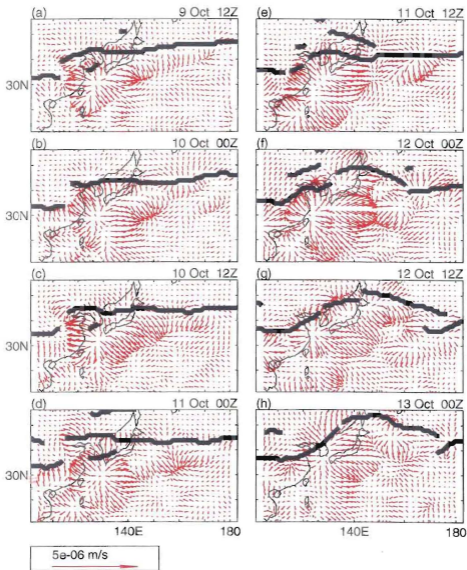 (a) 9 Oct 12Z
30N
(b) 10 Oct 00Z
30N
(c) 10 Oct 12Z
30N
(d) 11 Oct 00Z
30N
140E 180
(e) 11 Oct 12Z
(f) 12 Oct 00Z
(g) 12 Oct 12Z
(h) 13 Oct 00Z
140E 180
5e-06 m/s